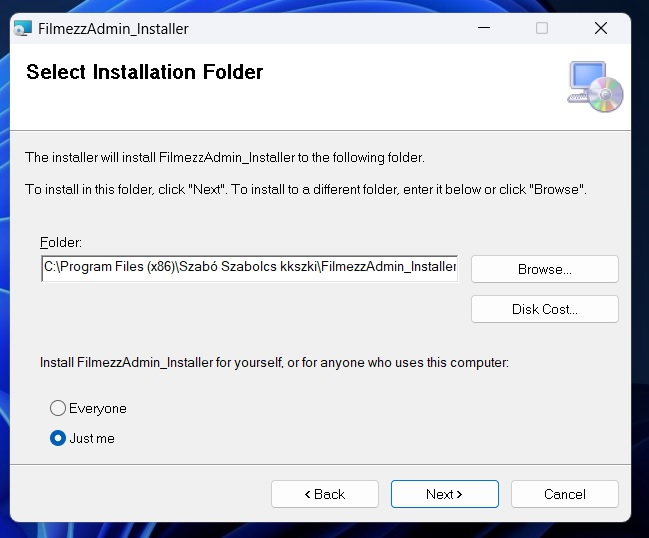 FilmezzAdmin_Installer
Select Installation Folder
The installer will install FilmezzAdmin_Installer to the following folder.
To install in this folder, click "Next". To install to a different folder, enter it below or click "Browse".
Folder:
C:\Program Files (x86)\Szabó Szabolcs kkszki\FilmezzAdmin_Installer
Browse...
Disk Cost...
Install FilmezzAdmin_Installer for yourself, or for anyone who uses this computer:
Everyone
Just me
< Back
Next >
Cancel